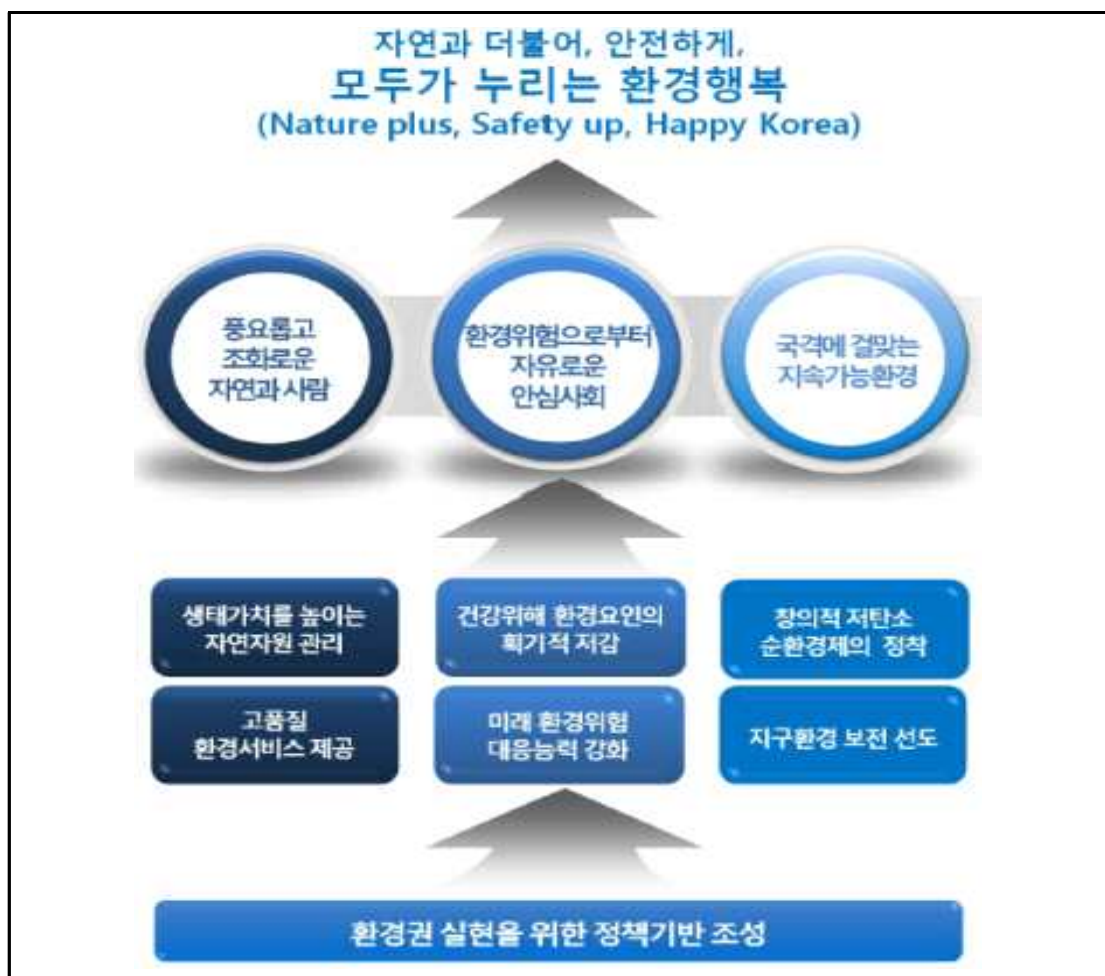 자연과 더불어, 안전하게,
모두가 누리는 환경행복
(Nature plus, Safety up, Happy Korea)
풍요롭고
조화로운
자연과 사람
환경위험으로부터
자유로운
안심사회
국격에 걸맞는
지속가능환경
생태가치를 높이는
자연자원 관리
건강위해 환경요인의
획기적 저감
창의적 저탄소
순환경제의 정착
고품질
환경서비스 제공
미래 환경위험
대응능력 강화
지구환경 보전 선도
환경권 실현을 위한 정책기반 조성